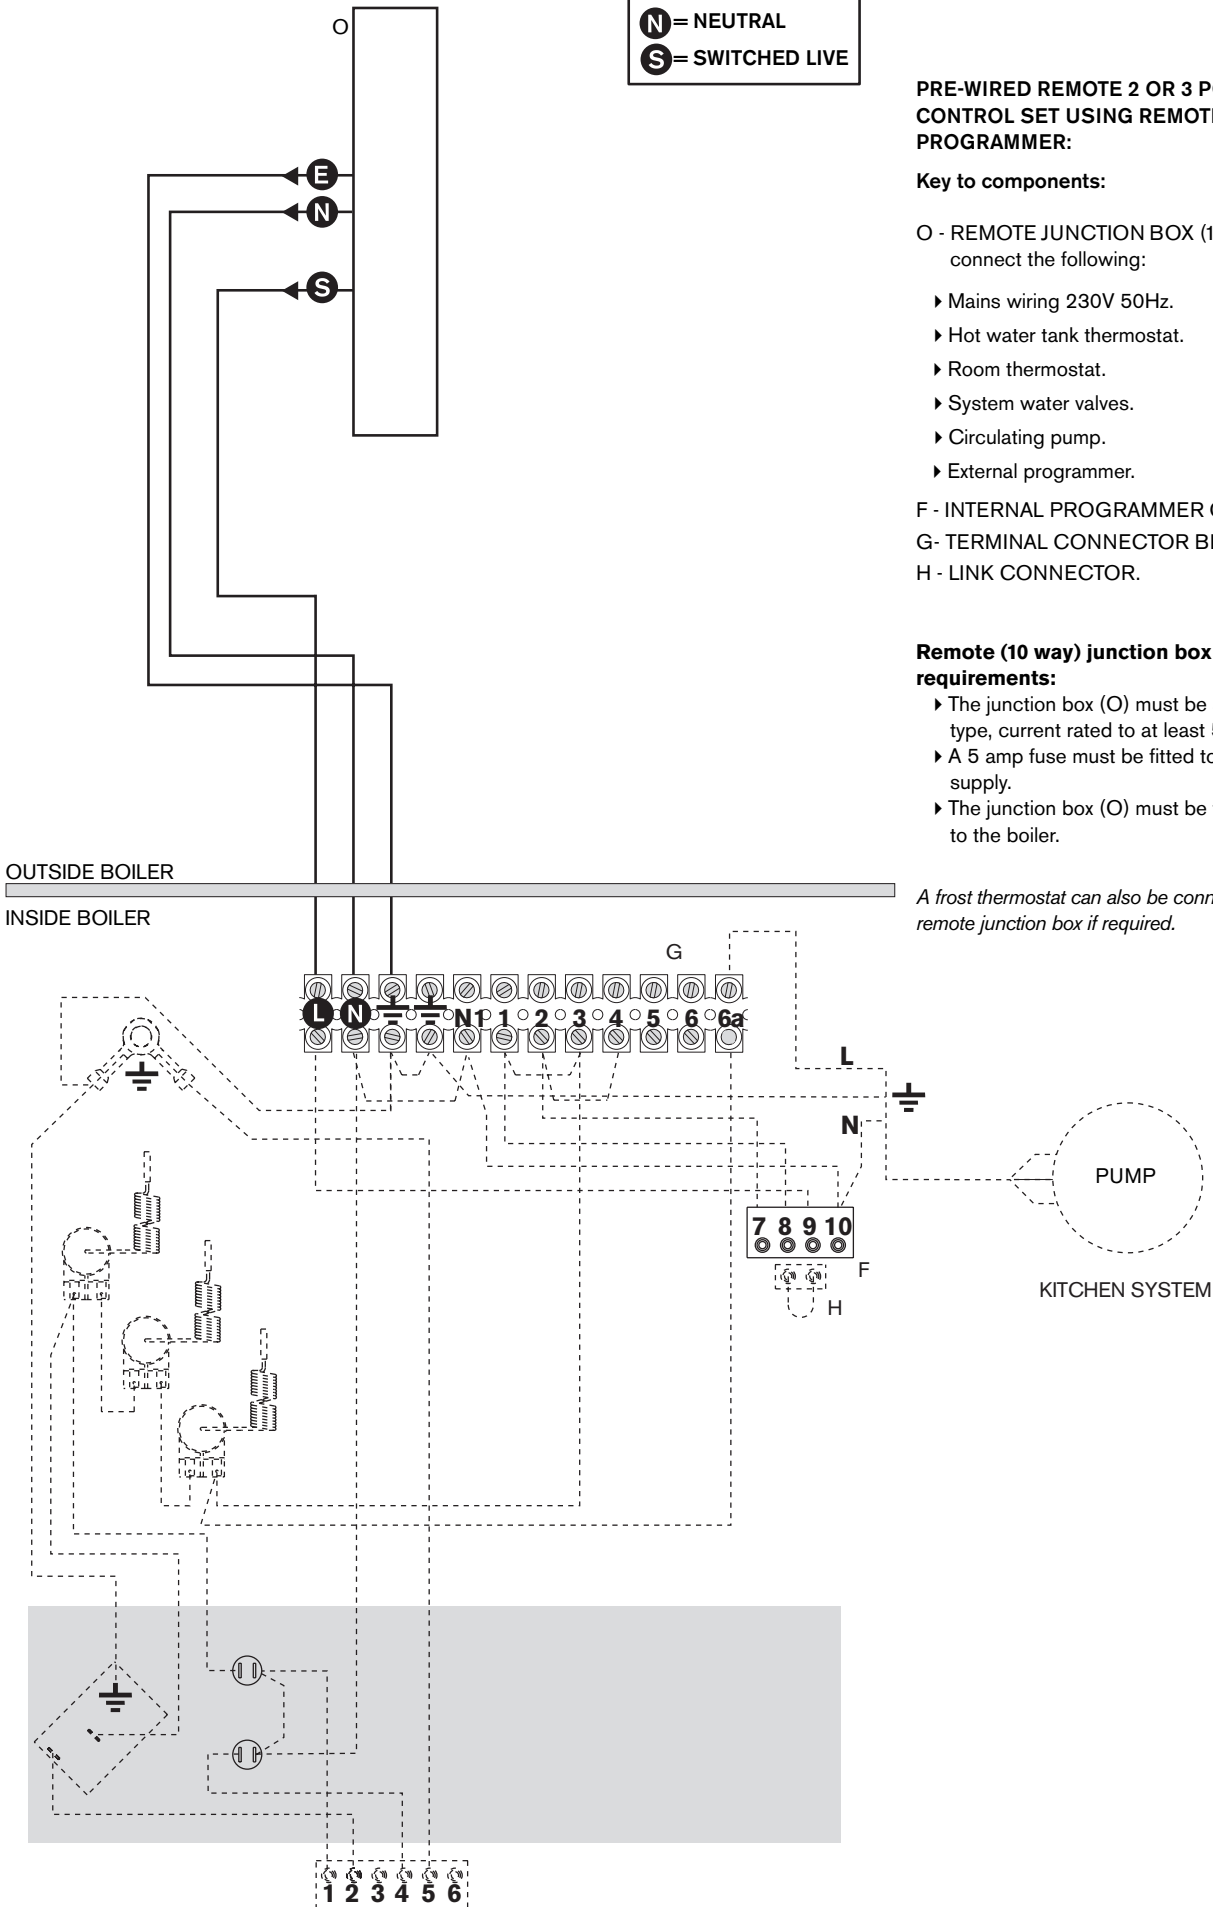 O
N = NEUTRAL
S = SWITCHED LIVE
E
N
S
PRE-WIRED REMOTE 2 OR 3
CONTROL SET USING
PROGRAMMER:
Key to components:
O - REMOTE JUNCTION BOX
connect the following:
Mains wiring 230V 50Hz.
Hot water tank thermostat.
Room thermostat.
System water valves.
Circulating pump.
External programmer.
F - INTERNAL PROGRAMMER
G- TERMINAL CONNECTOR
H - LINK CONNECTOR.
Remote (10 way) junction box
requirements:
The junction box (O) must be
type, current rated to at least
A 5 amp fuse must be fitted to
supply.
The junction box (O) must be
to the boiler.
A frost thermostat can also be
remote junction box if required.
OUTSIDE BOILER
INSIDE BOILER
G
L N N1 1 2 3 4 5 6 6a
L
N
PUMP
KITCHEN SYSTEM
7 8 9 10
F
H
1 2 3 4 5 6